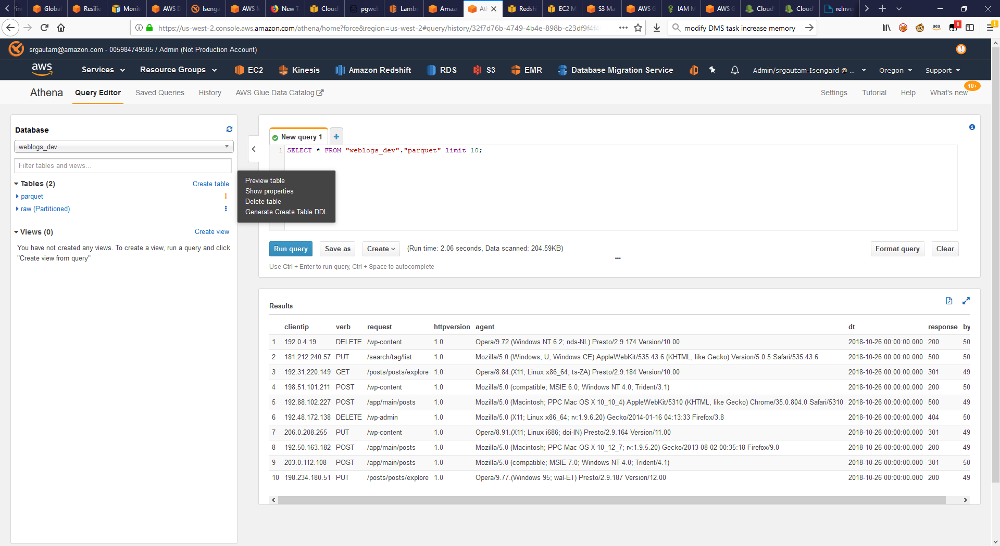 Global
Resilie
Monit
AWS D
Isenga
AWS M
New T
Cloud
pgweb
Lamb
Amaz
Ath
Redsh
EC2 M
S3 Ma
AWS G
IAM M
AWS G
Cloud
Cloud
reInve
https://us-west-2.console.aws.amazon.com/athena/home?force&region=us-west-2#query/history/32f7d76b-4749-4b4e-898b-c23df9f4f4
modify DMS task increase memory
aea
1
srgautam@amazon.com - 005984749505 / Admin (Not Production Account)
aws
Services
Resource Groups
EC2
Kinesis
Amazon Redshift
RDS
S3
EMR
Database Migration Service
Admin/srgautam-Isengard @ ...
Oregon
Support
Athena
Query Editor
Saved Queries
History
AWS Glue Data Catalog
Settings
Tutorial
Help
What's new
10+
Database
weblogs_dev
Filter tables and views...
Tables (2)
Create table
parquet
raw (Partitioned)
Views (0)
Create view
You have not created any views. To create a view, run a query and click
"Create view from query"
Preview table
Show properties
Delete table
Generate Create Table DDL
New query 1
1 SELECT * FROM "weblogs_dev"."parquet" limit 10;
Run query
Save as
Create
(Run time: 2.06 seconds, Data scanned: 204.59KB)
Format query
Clear
Use Ctrl + Enter to run query, Ctrl + Space to autocomplete
Results
clientip verb request httpversion agent dt response by
1 192.0.4.19 DELETE /wp-content 1.0 Opera/9.72.(Windows NT 6.2; nds-NL) Presto/2.9.174 Version/10.00 2018-10-26 00:00:00.000 200 50
2 181.212.240.57 PUT /search/tag/list 1.0 Mozilla/5.0 (Windows; U; Windows CE) AppleWebKit/535.43.6 (KHTML, like Gecko) Version/5.0.5 Safari/535.43.6 2018-10-26 00:00:00.000 500 50
3 192.31.220.149 GET /posts/posts/explore 1.0 Opera/8.84.(X11; Linux x86_64; ts-ZA) Presto/2.9.184 Version/10.00 2018-10-26 00:00:00.000 301 49
4 198.51.101.211 POST /wp-content 1.0 Mozilla/5.0 (compatible; MSIE 6.0; Windows NT 4.0; Trident/3.1) 2018-10-26 00:00:00.000 200 50
5 192.88.102.227 POST /app/main/posts 1.0 Mozilla/5.0 (Macintosh; PPC Mac OS X 10_10_4) AppleWebKit/5310 (KHTML, like Gecko) Chrome/35.0.804.0 Safari/5310 2018-10-26 00:00:00.000 500 49
6 192.48.172.138 DELETE /wp-admin 1.0 Mozilla/5.0 (X11; Linux x86_64; rv:1.9.6.20) Gecko/2014-01-16 04:13:33 Firefox/3.8 2018-10-26 00:00:00.000 404 50
7 206.0.208.255 PUT /wp-content 1.0 Opera/8.91.(X11; Linux i686; doi-IN) Presto/2.9.164 Version/11.00 2018-10-26 00:00:00.000 301 49
8 192.50.163.182 POST /app/main/posts 1.0 Mozilla/5.0 (Macintosh; PPC Mac OS X 10_12_7; rv:1.9.5.20) Gecko/2013-08-02 00:35:18 Firefox/9.0 2018-10-26 00:00:00.000 200 49
9 203.0.112.108 POST /app/main/posts 1.0 Mozilla/5.0 (compatible; MSIE 7.0; Windows NT 4.0; Trident/4.1) 2018-10-26 00:00:00.000 301 50
10 198.234.180.51 PUT /posts/posts/explore 1.0 Opera/9.77.(Windows 95; wal-ET) Presto/2.9.187 Version/12.00 2018-10-26 00:00:00.000 200 49